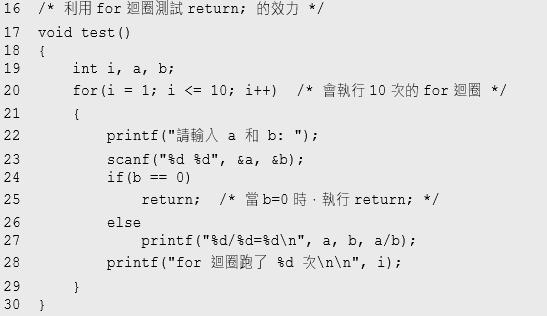 16 /* 利用 for 迴圈測試 return; 的效力 */
17 void test()
18 {
19     int i, a, b;
20     for(i = 1; i <= 10; i++)  /* 會執行 10 次的 for 迴圈 */
21     {
22         printf("請輸入 a 和 b: ");
23         scanf("%d %d", &a, &b);
24         if(b == 0)
25             return;  /* 當 b=0 時，執行 return; */
26         else
27             printf("%d/%d=%d\n", a, b, a/b);
28         printf("for 迴圈跑了 %d 次\n\n", i);
29     }
30 }